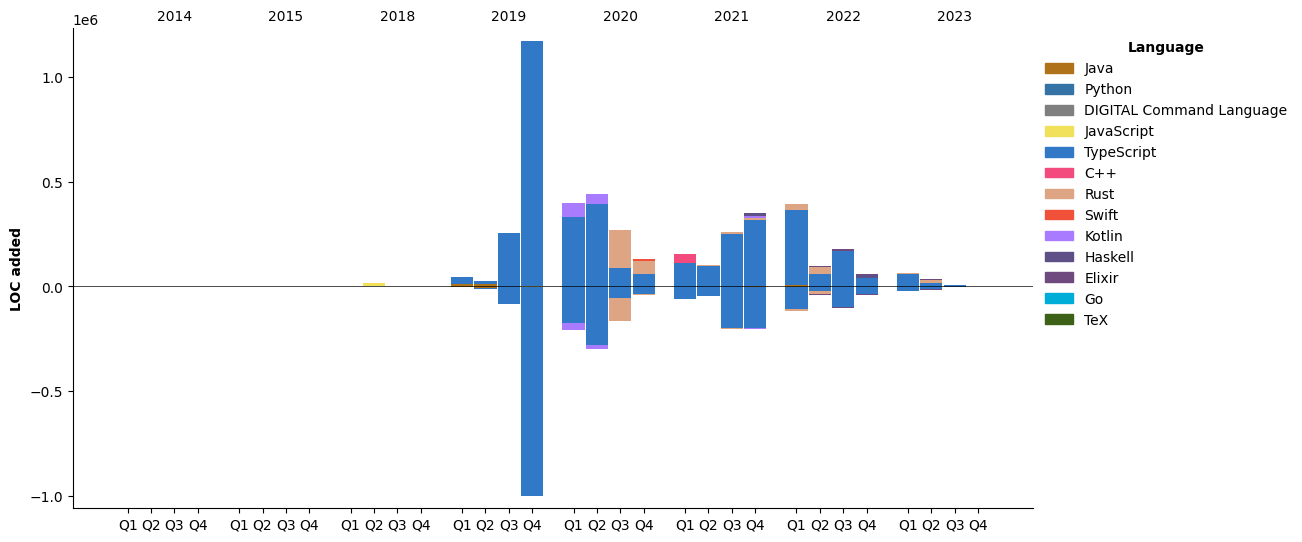 1e6
2014 2015 2018 2019 2020 2021 2022 2023
LOC added
1.0
0.5
0.0
−0.5
−1.0
Q1 Q2 Q3 Q4 Q1 Q2 Q3 Q4 Q1 Q2 Q3 Q4 Q1 Q2 Q3 Q4 Q1 Q2 Q3 Q4 Q1 Q2 Q3 Q4 Q1 Q2 Q3 Q4 Q1 Q2 Q3 Q4
Language
Java
Python
DIGITAL Command Language
JavaScript
TypeScript
C++
Rust
Swift
Kotlin
Haskell
Elixir
Go
TeX